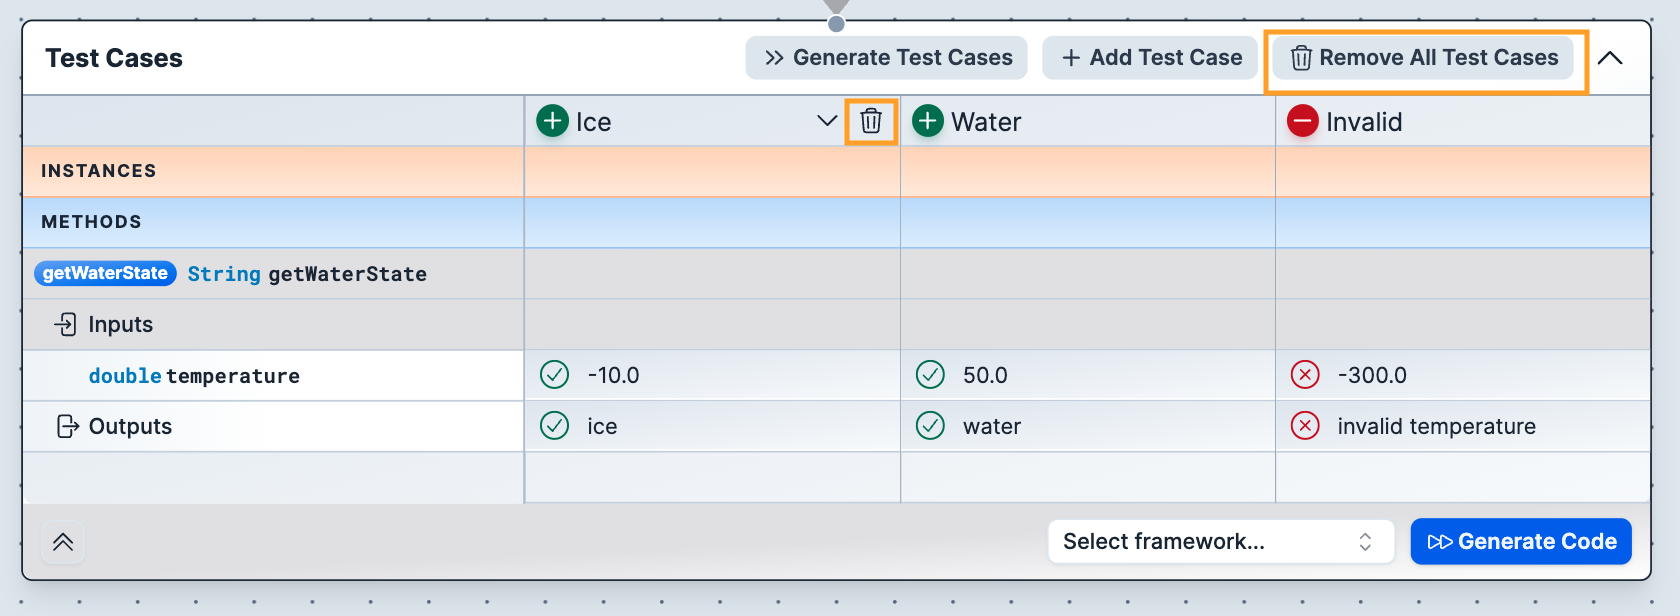 Test Cases Generate Test Cases Add Test Case Remove All Test Cases
Ice Water Invalid
INSTANCES
METHODS
getWaterState String getWaterState
Inputs
double temperature -10.0 50.0 -300.0
Outputs ice water invalid temperature
Select framework... Generate Code